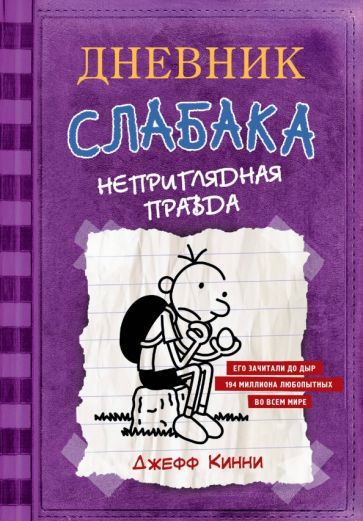 ДНЕВНИК
СЛАБАКА
НЕПРИГЛЯДНАЯ
ПРАВДА
ЕГО ЗАЧИТАЛИ ДО ДЫР
194 МИЛЛИОНА ЛЮБОПЫТНЫХ
ВО ВСЕМ МИРЕ
ДЖЕФФ КИННИ